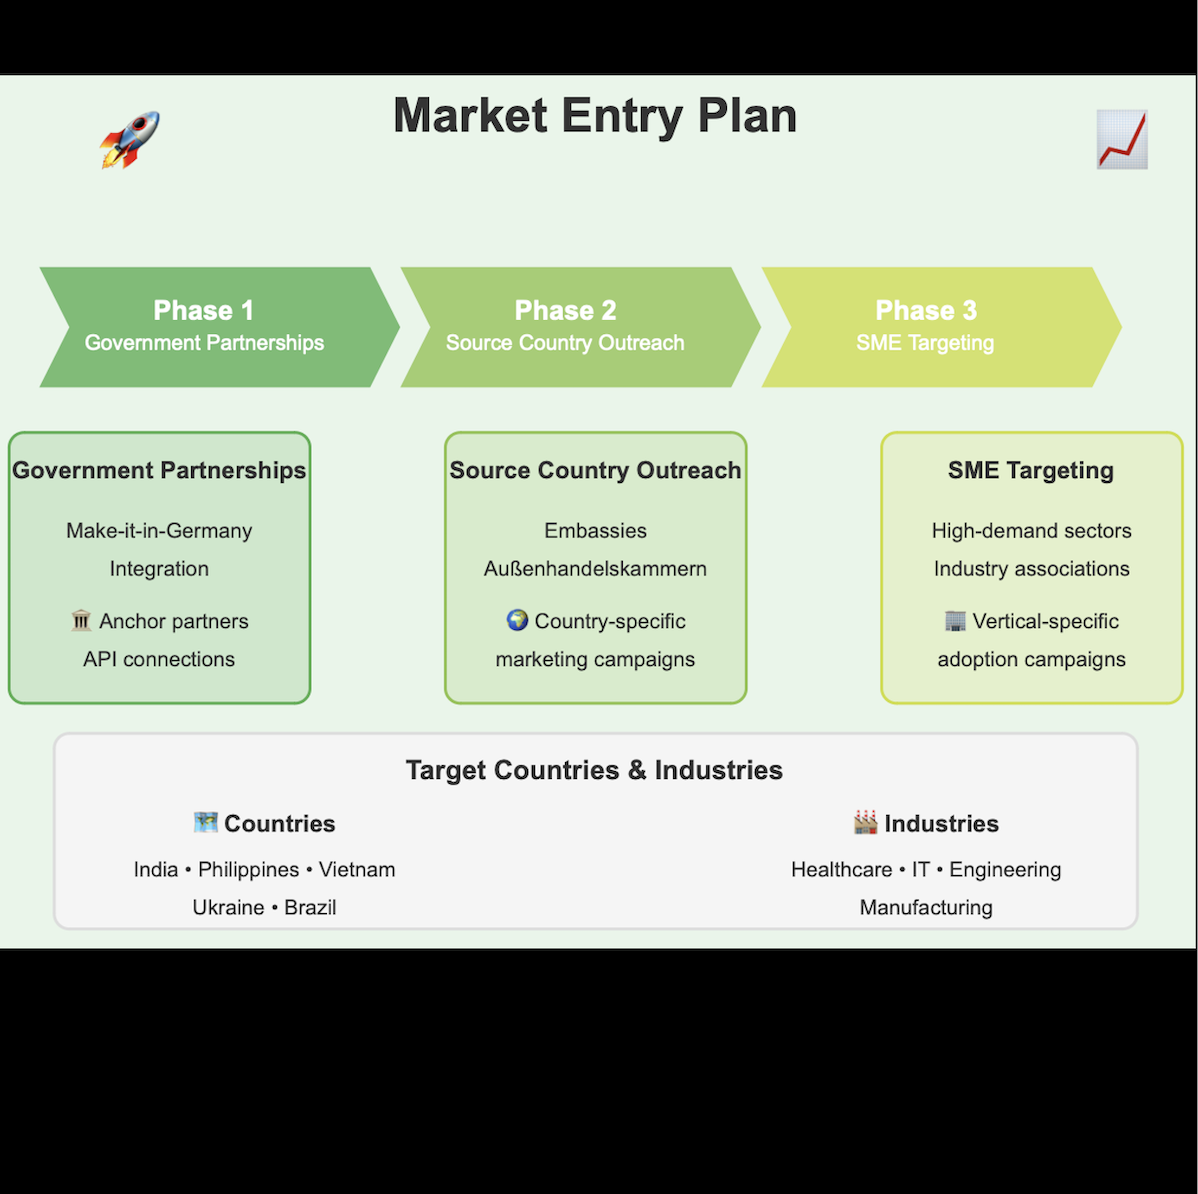 Market Entry Plan
Phase 1
Government Partnerships
Phase 2
Source Country Outreach
Phase 3
SME Targeting
Government Partnerships
Make-it-in-Germany
Integration
Anchor partners
API connections
Source Country Outreach
Embassies
Außenhandelskammern
Country-specific
marketing campaigns
SME Targeting
High-demand sectors
Industry associations
Vertical-specific
adoption campaigns
Target Countries & Industries
Countries
India • Philippines • Vietnam
Ukraine • Brazil
Industries
Healthcare • IT • Engineering
Manufacturing